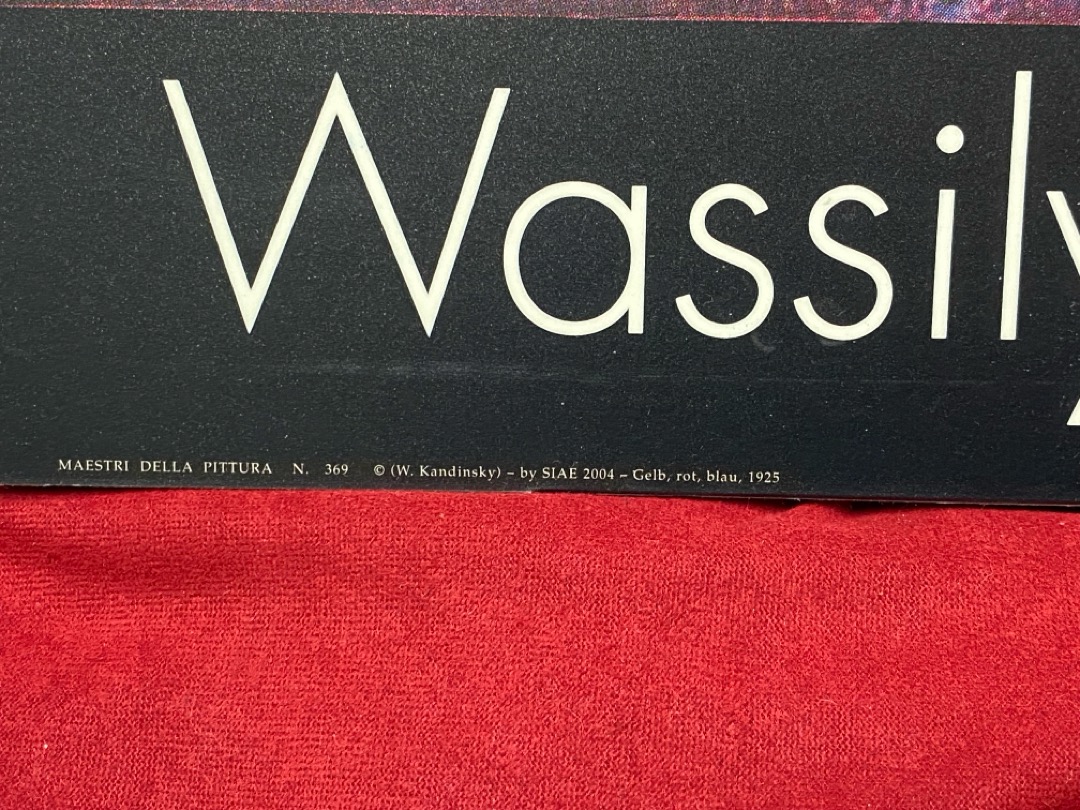 Wassily
MAESTRI DELLA PITTURA N. 369 © (W. Kandinsky) – by SIAE 2004 – Gelb, rot, blau, 1925